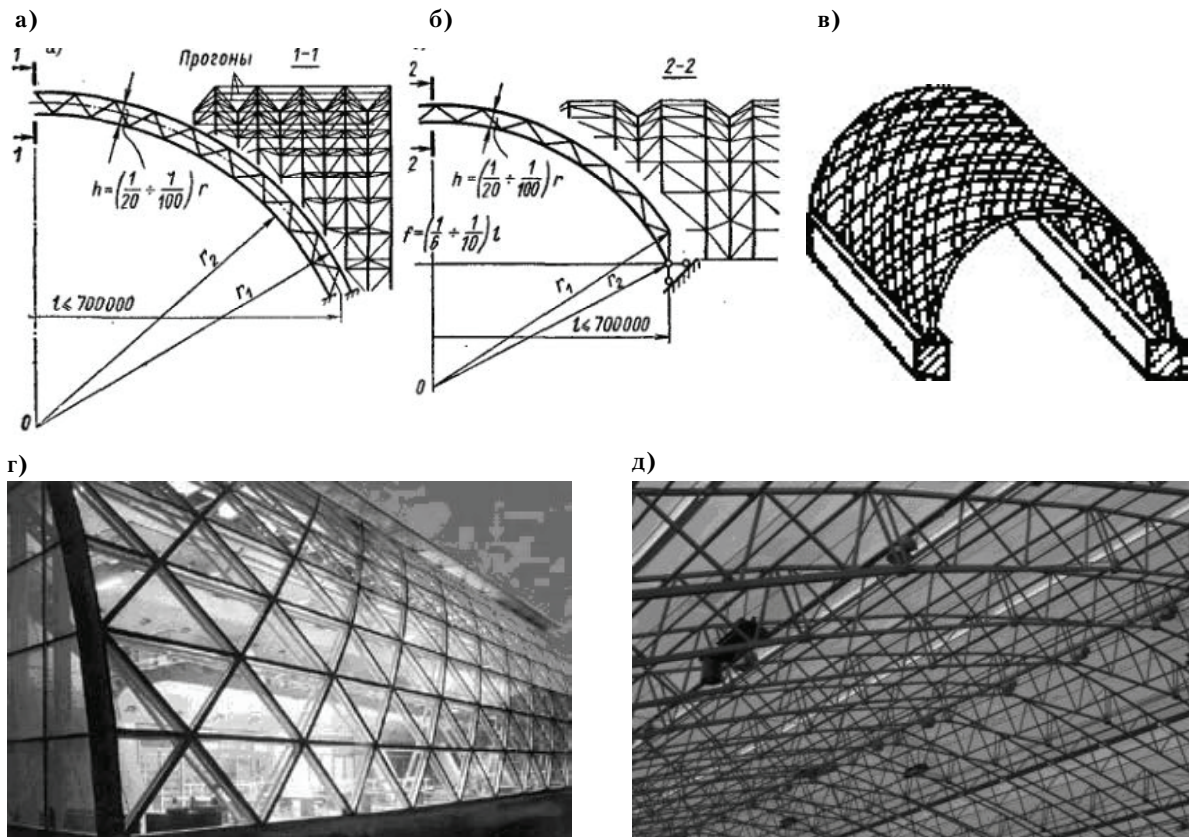 а)
б)
в)
а)
1
Прогоны
1-1
1
h=(1/20÷1/100)r
r₂
r₁
l⩽700000
0
2
2-2
2
h=(1/20÷1/100)r
f=(1/6÷1/10)l
r₁
r₂
l⩽700000
0
г)
д)